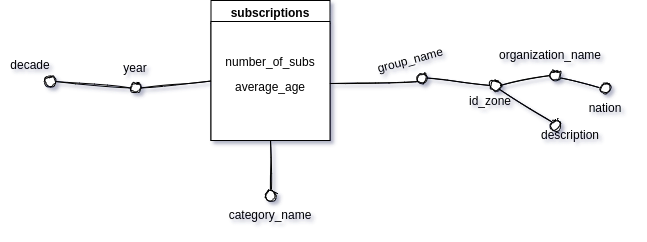 subscriptions
number_of_subs
average_age
decade
year
group_name
id_zone
organization_name
nation
description
category_name